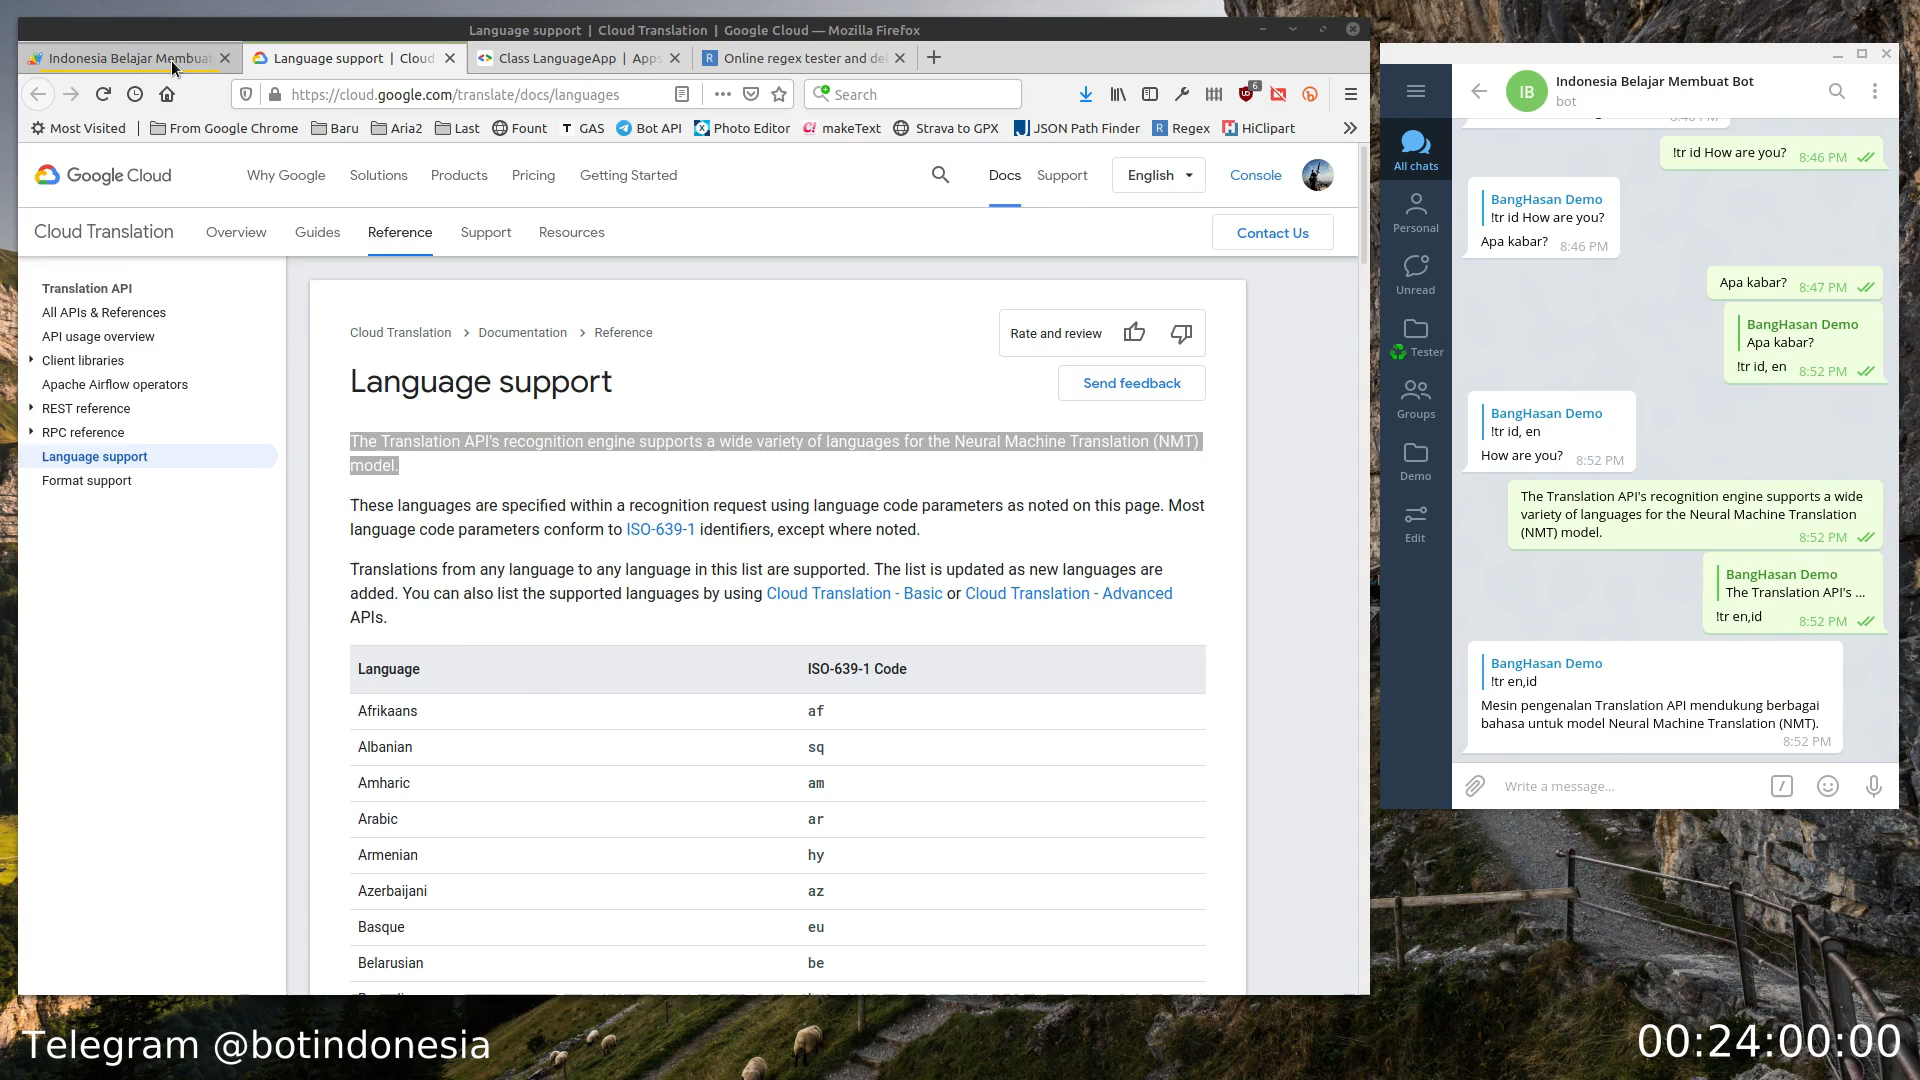 Language support | Cloud Translation | Google Cloud — Mozilla Firefox
Indonesia Belajar Membuat
Language support | Cloud
Class LanguageApp | Apps
Online regex tester and de
https://cloud.google.com/translate/docs/languages
Search
6
Most Visited
From Google Chrome
Baru
Aria2
Last
Fount
GAS
Bot API
Photo Editor
makeText
Strava to GPX
JSON Path Finder
Regex
HiClipart
Google Cloud
Why Google
Solutions
Products
Pricing
Getting Started
Docs
Support
English
Console
Cloud Translation
Overview
Guides
Reference
Support
Resources
Contact Us
Translation API
All APIs & References
API usage overview
Client libraries
Apache Airflow operators
REST reference
RPC reference
Language support
Format support
Cloud Translation > Documentation > Reference
Rate and review
Language support
Send feedback
The Translation API's recognition engine supports a wide variety of languages for the Neural Machine Translation (NMT)
model.
These languages are specified within a recognition request using language code parameters as noted on this page. Most
language code parameters conform to ISO-639-1 identifiers, except where noted.
Translations from any language to any language in this list are supported. The list is updated as new languages are
added. You can also list the supported languages by using Cloud Translation - Basic or Cloud Translation - Advanced
APIs.
Language ISO-639-1 Code
Afrikaans af
Albanian sq
Amharic am
Arabic ar
Armenian hy
Azerbaijani az
Basque eu
Belarusian be
All chats
Personal
Unread
Tester
Groups
Demo
Edit
IB
Indonesia Belajar Membuat Bot
bot
!tr id How are you? 8:46 PM
BangHasan Demo
!tr id How are you?
Apa kabar? 8:46 PM
Apa kabar? 8:47 PM
BangHasan Demo
Apa kabar?
!tr id, en 8:52 PM
BangHasan Demo
!tr id, en
How are you? 8:52 PM
The Translation API's recognition engine supports a wide
variety of languages for the Neural Machine Translation
(NMT) model. 8:52 PM
BangHasan Demo
The Translation API's ...
!tr en,id 8:52 PM
BangHasan Demo
!tr en,id
Mesin pengenalan Translation API mendukung berbagai
bahasa untuk model Neural Machine Translation (NMT).
8:52 PM
Write a message...
Telegram @botindonesia
00:24:00:00